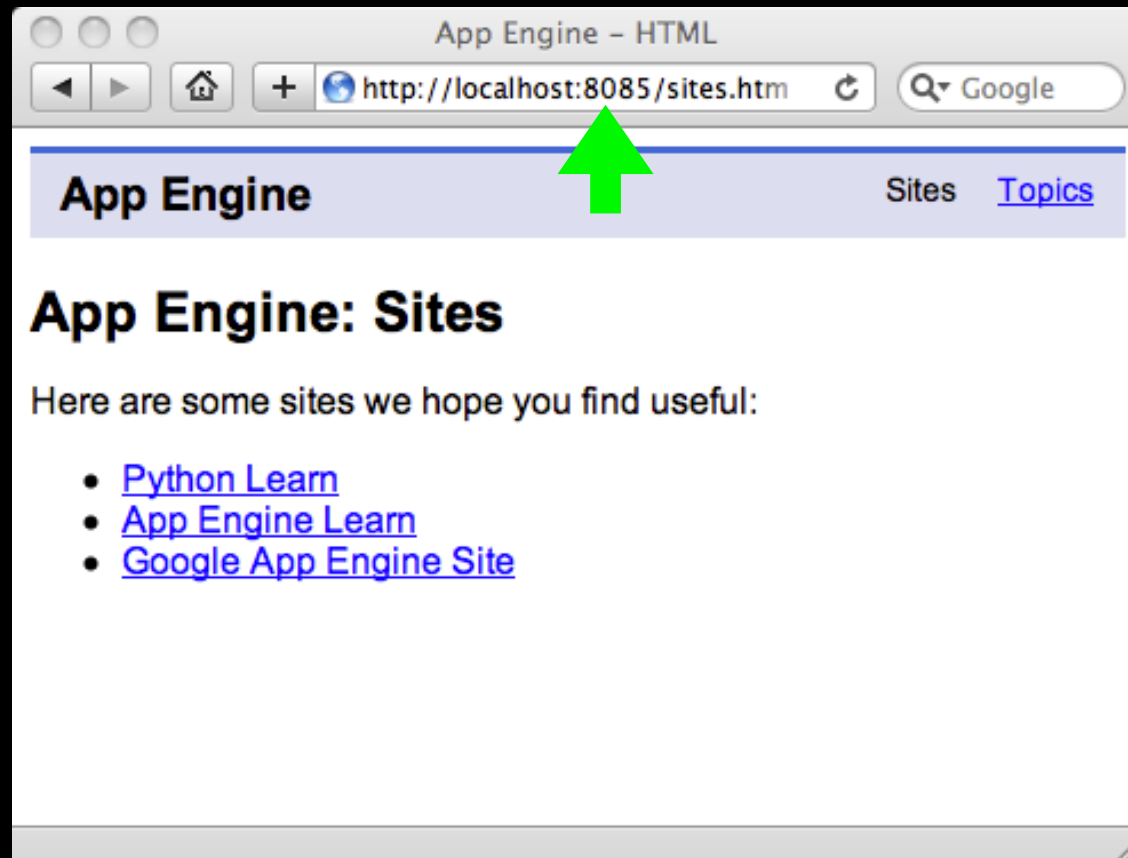 App Engine – HTML
http://localhost:8085/sites.htm
Google
App Engine
Sites Topics
App Engine: Sites
Here are some sites we hope you find useful:
• Python Learn
• App Engine Learn
• Google App Engine Site